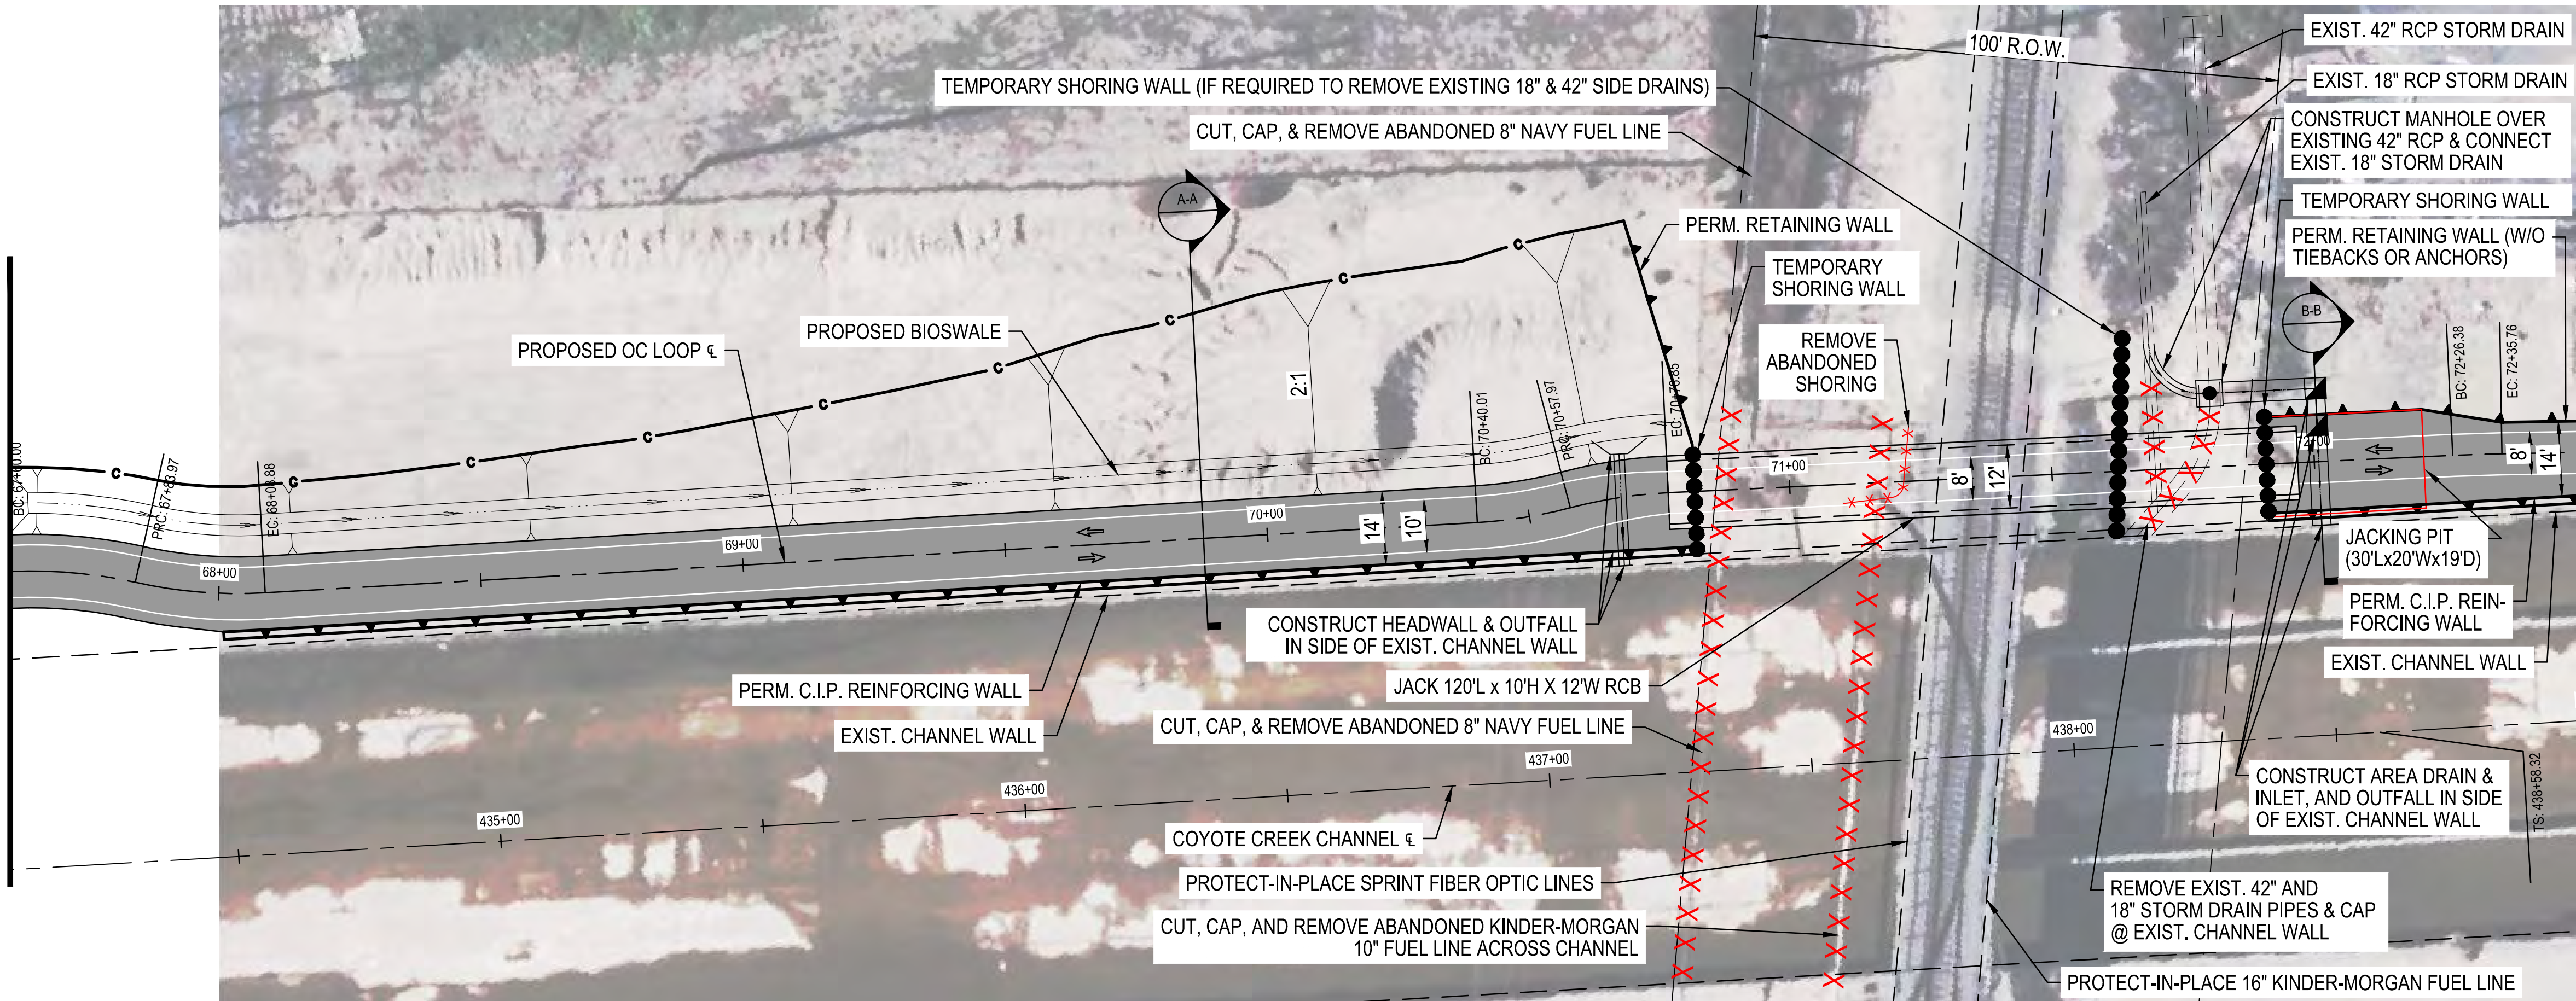 EXIST. 42" RCP STORM DRAIN
100' R.O.W.
EXIST. 18" RCP STORM DRAIN
TEMPORARY SHORING WALL (IF REQUIRED TO REMOVE EXISTING 18" & 42" SIDE DRAINS)
CUT, CAP, & REMOVE ABANDONED 8" NAVY FUEL LINE
CONSTRUCT MANHOLE OVER
EXISTING 42" RCP & CONNECT
EXIST. 18" STORM DRAIN
A-A
TEMPORARY SHORING WALL
PERM. RETAINING WALL
PERM. RETAINING WALL (W/O
TIEBACKS OR ANCHORS)
TEMPORARY
SHORING WALL
B-B
PROPOSED BIOSWALE
PROPOSED OC LOOP ℄
REMOVE
ABANDONED
SHORING
C
C
C
C
C
C
C
C
C
2:1
BC: 67+60.00
PRC: 67+83.97
EC: 68+08.88
BC: 70+40.01
PRC: 70+57.97
EC: 70+76.85
BC: 72+26.38
EC: 72+35.76
68+00
69+00
70+00
71+00
72+00
14'
10'
8'
12'
8'
14'
JACKING PIT
(30'Lx20'Wx19'D)
CONSTRUCT HEADWALL & OUTFALL
IN SIDE OF EXIST. CHANNEL WALL
PERM. C.I.P. REIN-
FORCING WALL
EXIST. CHANNEL WALL
PERM. C.I.P. REINFORCING WALL
JACK 120'L x 10'H X 12'W RCB
EXIST. CHANNEL WALL
CUT, CAP, & REMOVE ABANDONED 8" NAVY FUEL LINE
435+00
436+00
437+00
438+00
TS: 438+58.32
CONSTRUCT AREA DRAIN &
INLET, AND OUTFALL IN SIDE
OF EXIST. CHANNEL WALL
COYOTE CREEK CHANNEL ℄
PROTECT-IN-PLACE SPRINT FIBER OPTIC LINES
CUT, CAP, AND REMOVE ABANDONED KINDER-MORGAN
10" FUEL LINE ACROSS CHANNEL
REMOVE EXIST. 42" AND
18" STORM DRAIN PIPES & CAP
@ EXIST. CHANNEL WALL
PROTECT-IN-PLACE 16" KINDER-MORGAN FUEL LINE